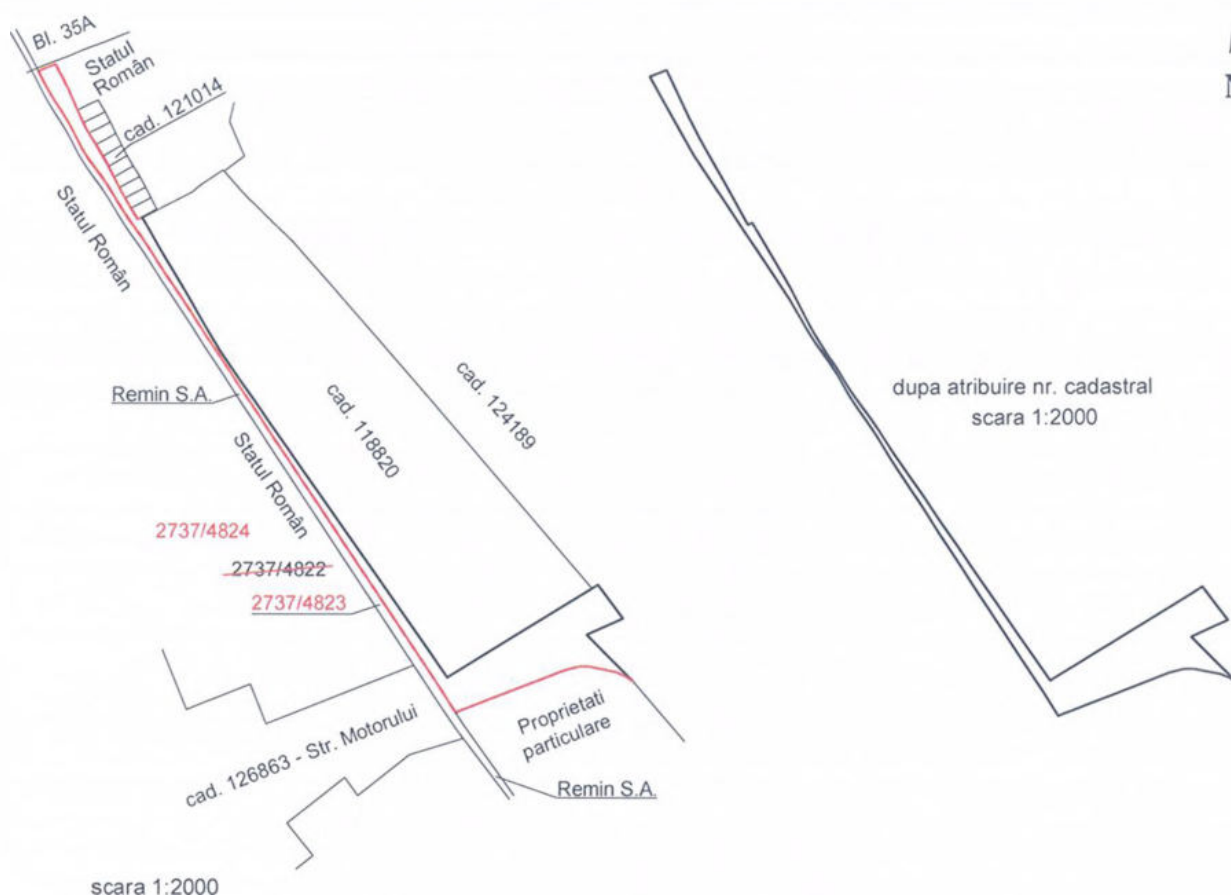 Bl. 35A
Statul
Român
cad. 121014
Statul Român
Remin S.A.
cad. 118820
cad. 124189
Statul Român
2737/4824
2737/4822
2737/4823
Proprietati
particulare
cad. 126863 - Str. Motorului
Remin S.A.
scara 1:2000
dupa atribuire nr. cadastral
scara 1:2000